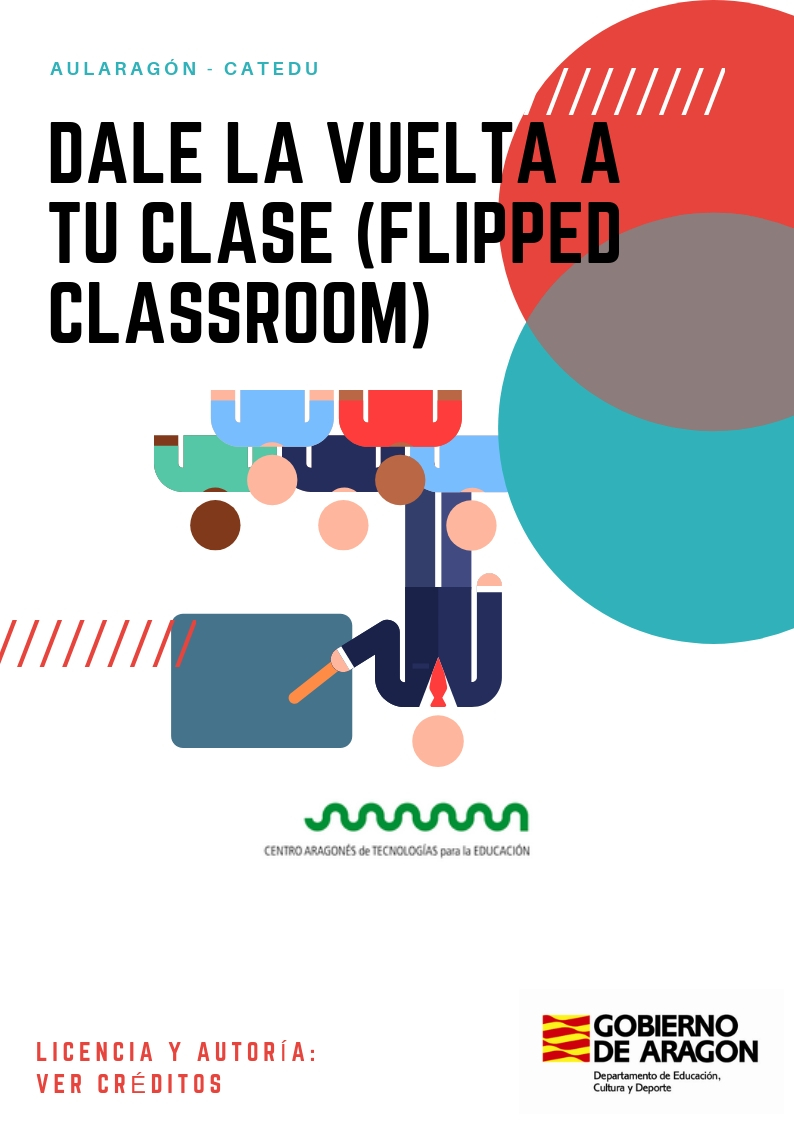 AULARAGÓN - CATEDU
DALE LA VUELTA A
TU CLASE (FLIPPED
CLASSROOM)
CENTRO ARAGONÉS de TECNOLOGÍAS para la EDUCACIÓN
LICENCIA Y AUTORÍA:
VER CRÉDITOS
GOBIERNO
DE ARAGON
Departamento de Educación,
Cultura y Deporte